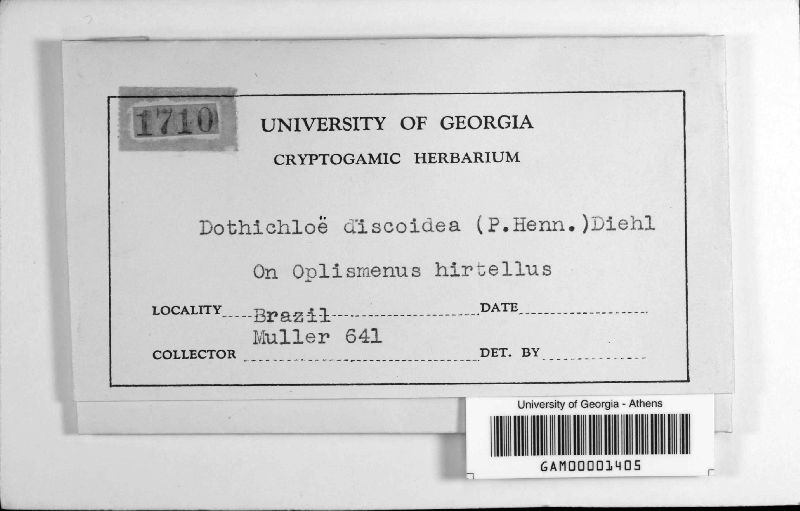 1710
UNIVERSITY OF GEORGIA
CRYPTOGAMIC HERBARIUM
Dothichloë discoidea (P.Henn.)Diehl
On Oplismenus hirtellus
LOCALITY Brazil DATE
Muller 641
COLLECTOR DET. BY
University of Georgia - Athens
GAM00001405